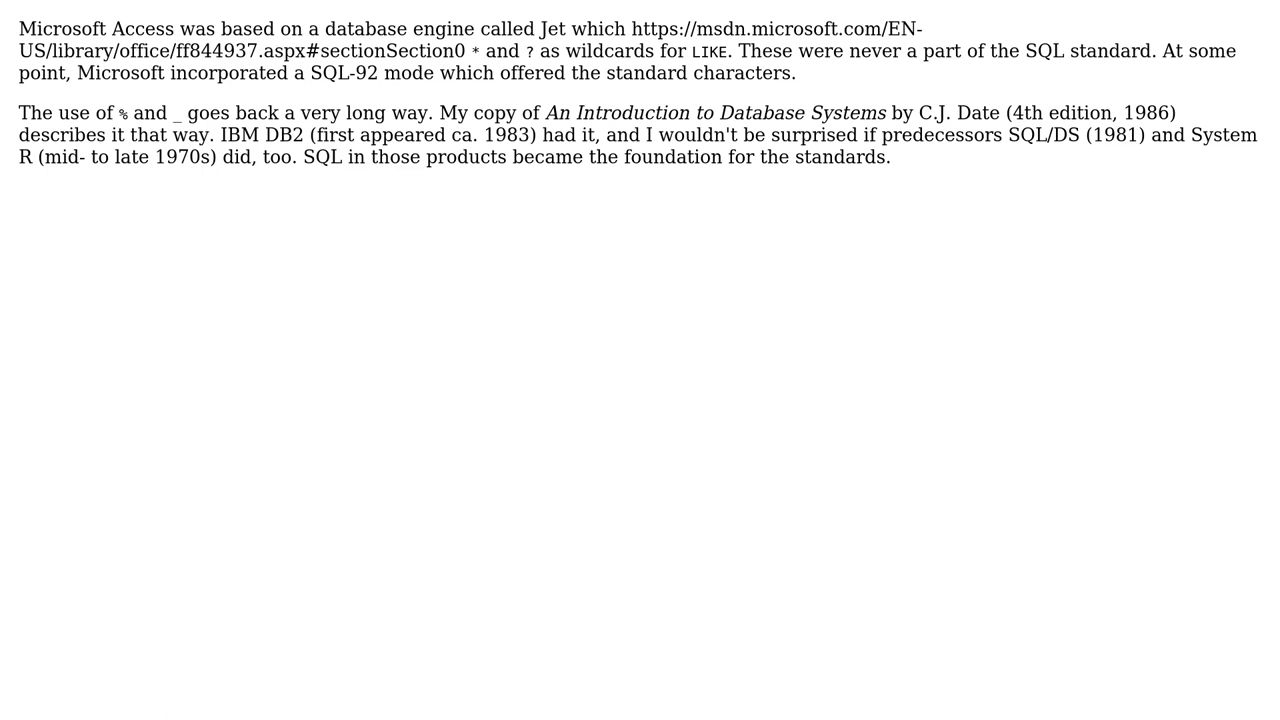 Microsoft Access was based on a database engine called Jet which https://msdn.microsoft.com/EN-
US/library/office/ff844937.aspx#sectionSection0 * and ? as wildcards for LIKE. These were never a part of the SQL standard. At some
point, Microsoft incorporated a SQL-92 mode which offered the standard characters.
The use of % and _ goes back a very long way. My copy of An Introduction to Database Systems by C.J. Date (4th edition, 1986)
describes it that way. IBM DB2 (first appeared ca. 1983) had it, and I wouldn't be surprised if predecessors SQL/DS (1981) and System
R (mid- to late 1970s) did, too. SQL in those products became the foundation for the standards.